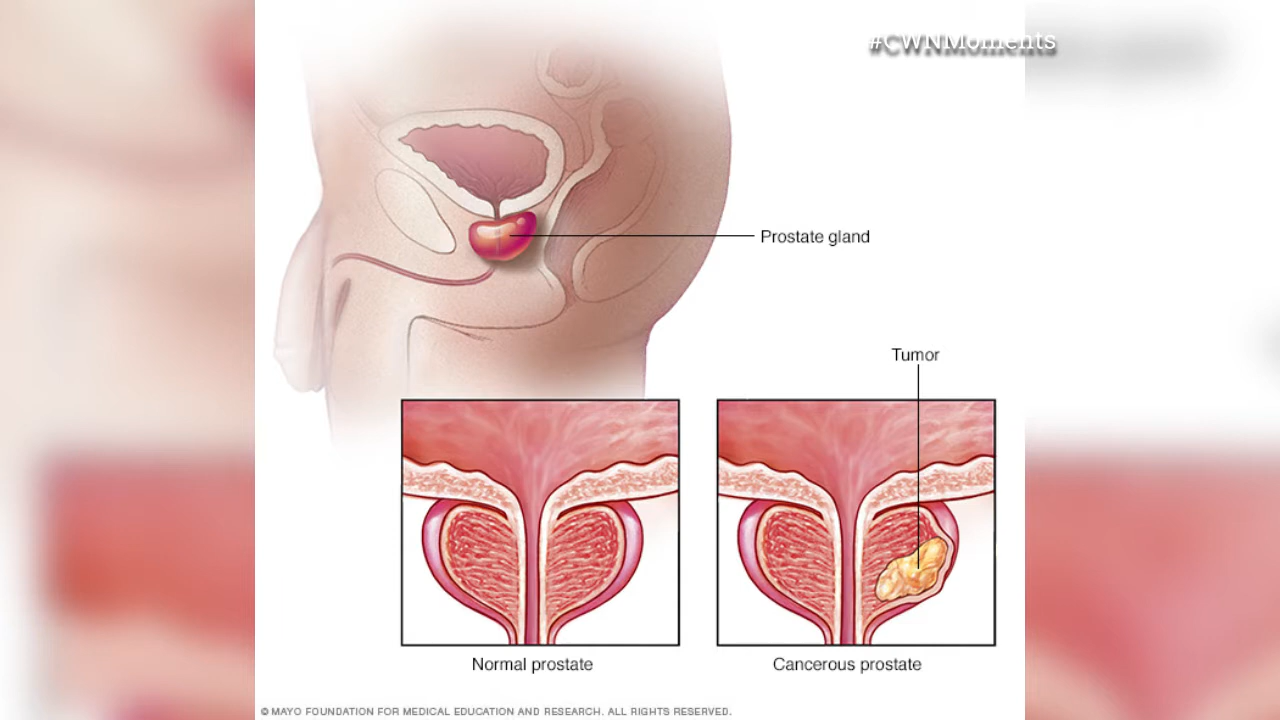 #CWNMoments
Prostate gland
Tumor
Normal prostate
Cancerous prostate
© MAYO FOUNDATION FOR MEDICAL EDUCATION AND RESEARCH. ALL RIGHTS RESERVED.